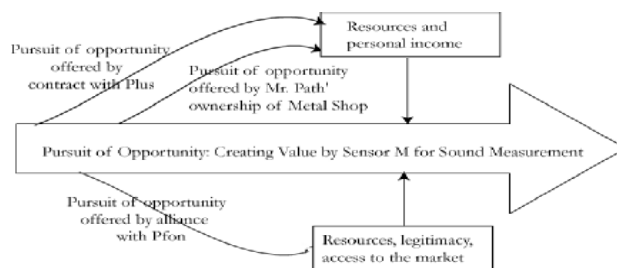 Resources and
personal income
Pursuit of opportunity
offered by
contract with Plus
Pursuit of opportunity
offered by Mr. Path'
ownership of Metal Shop
Pursuit of Opportunity: Creating Value by Sensor M for Sound Measurement
Pursuit of opportunity
offered by alliance
with Pfon
Resources, legitimacy,
access to the market